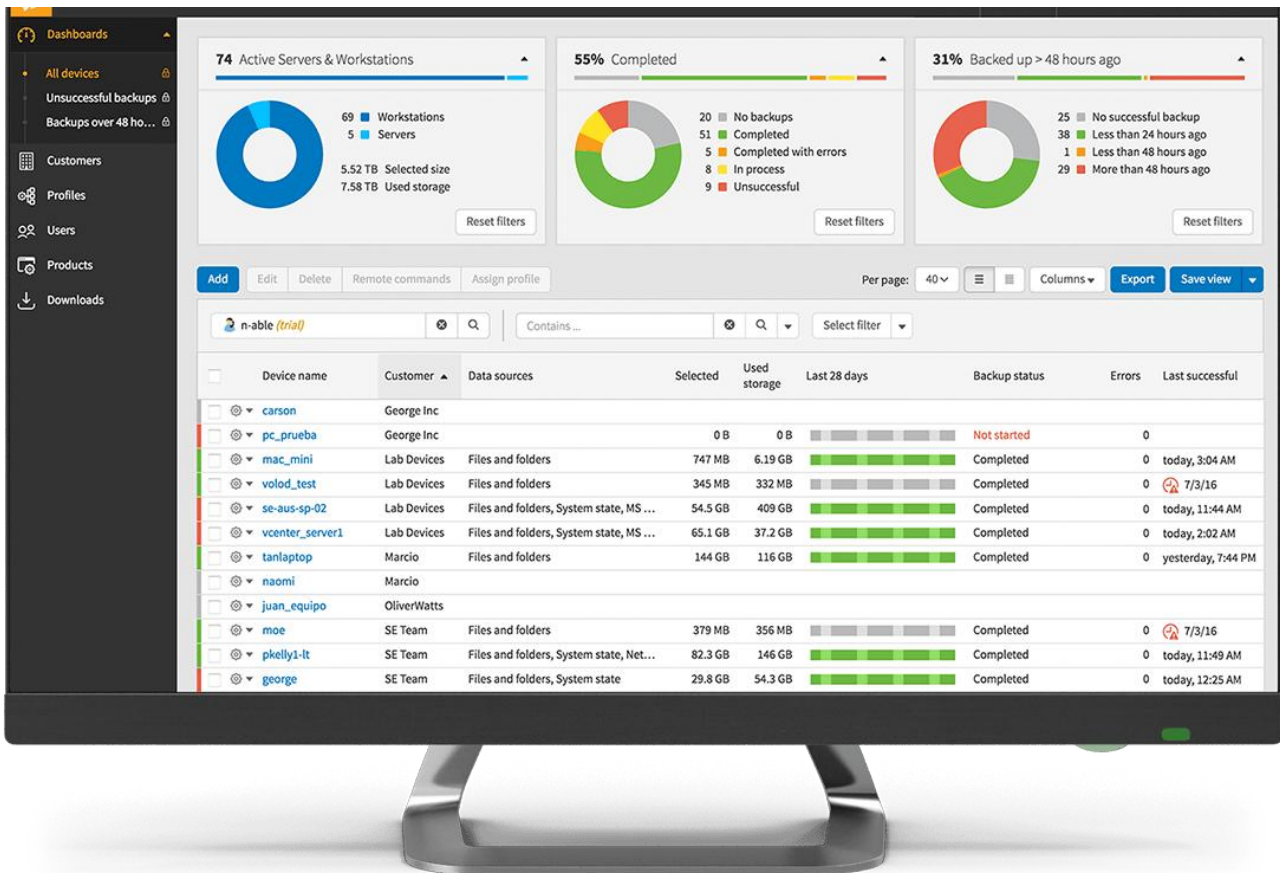 Dashboards
All devices
Unsuccessful backups
Backups over 48 ho...
Customers
Profiles
Users
Products
Downloads
74 Active Servers & Workstations
69 Workstations
5 Servers
5.52 TB Selected size
7.58 TB Used storage
Reset filters
55% Completed
20 No backups
51 Completed
5 Completed with errors
8 In process
9 Unsuccessful
Reset filters
31% Backed up > 48 hours ago
25 No successful backup
38 Less than 24 hours ago
1 Less than 48 hours ago
29 More than 48 hours ago
Reset filters
Add Edit Delete Remote commands Assign profile Per page: 40 Columns Export Save view
n-able (trial) Contains ... Select filter
Device name Customer Data sources Selected Used storage Last 28 days Backup status Errors Last successful
carson George Inc
pc_prueba George Inc 0 B 0 B Not started 0
mac_mini Lab Devices Files and folders 747 MB 6.19 GB Completed 0 today, 3:04 AM
volod_test Lab Devices Files and folders 345 MB 332 MB Completed 0 7/3/16
se-aus-sp-02 Lab Devices Files and folders, System state, MS ... 54.5 GB 409 GB Completed 0 today, 11:44 AM
vcenter_server1 Lab Devices Files and folders, System state, MS ... 65.1 GB 37.2 GB Completed 0 today, 2:02 AM
tanlaptop Marcio Files and folders 144 GB 116 GB Completed 0 yesterday, 7:44 PM
naomi Marcio
juan_equipo OliverWatts
moe SE Team Files and folders 379 MB 356 MB Completed 0 7/3/16
pkelly1-lt SE Team Files and folders, System state, Net... 82.3 GB 146 GB Completed 0 today, 11:49 AM
george SE Team Files and folders, System state 29.8 GB 54.3 GB Completed 0 today, 12:25 AM